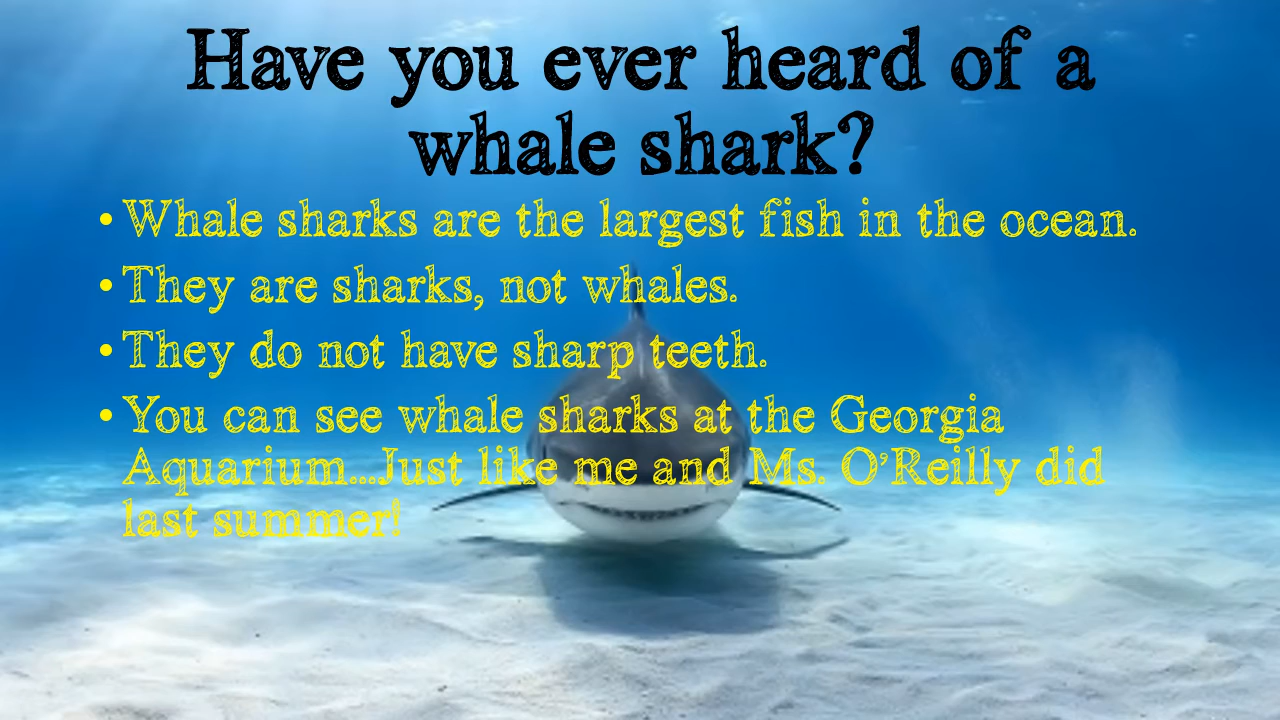 Have you ever heard of a
whale shark?
• Whale sharks are the largest fish in the ocean.
• They are sharks, not whales.
• They do not have sharp teeth.
• You can see whale sharks at the Georgia
Aquarium...Just like me and Ms. O’Reilly did
last summer!